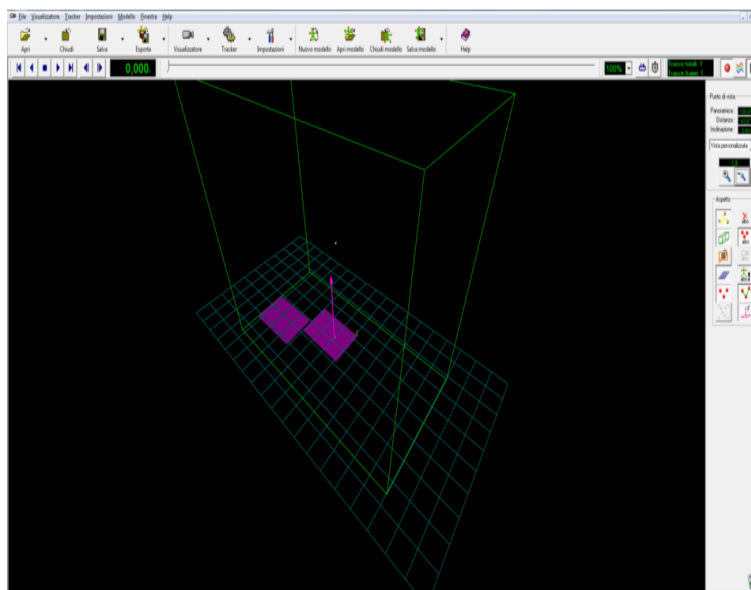 File Visualizzatore Tracker Impostazioni Modello Finestra Help
Apri Chiudi Salva Esporta Visualizzatore Tracker Impostazioni Nuovo modello Apri modello Chiudi modello Salva modello Help
0,000
100%
Tracce totali: 1
Tracce frame: 1
Punto di vista
Panoramica
Distanza
Inclinazione
Vista personalizzata
Aspetto